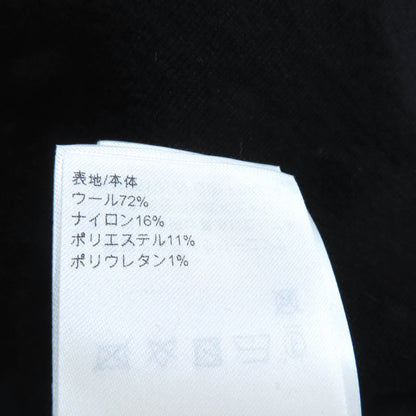 表地/本体
ウール72%
ナイロン16%
ポリエステル11%
ポリウレタン1%